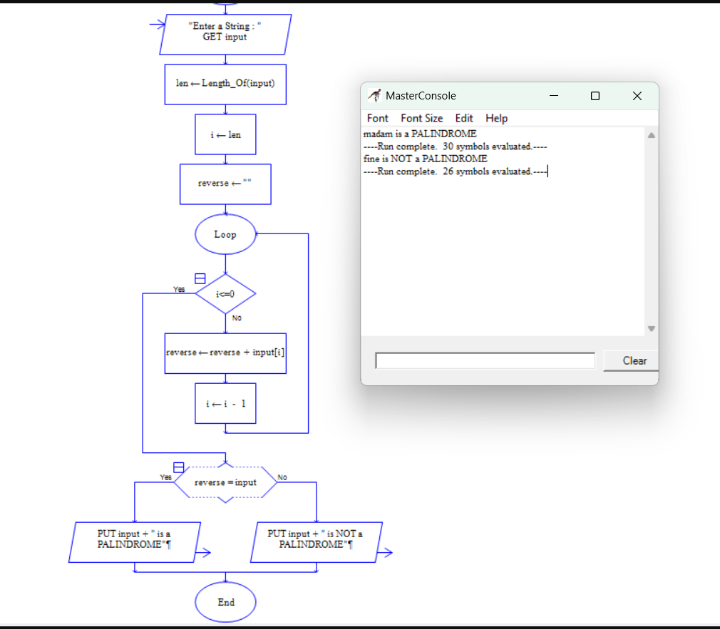 "Enter a String : "
GET input
len ← Length_Of(input)
i ← len
reverse ← ""
Loop
Yes
i<=0
No
reverse ← reverse + input[i]
i ← i - 1
Yes
reverse = input
No
PUT input + " is a
PALINDROME"¶
PUT input + " is NOT a
PALINDROME"¶
End
MasterConsole
Font Font Size Edit Help
madam is a PALINDROME
----Run complete. 30 symbols evaluated.----
fine is NOT a PALINDROME
----Run complete. 26 symbols evaluated.----
Clear